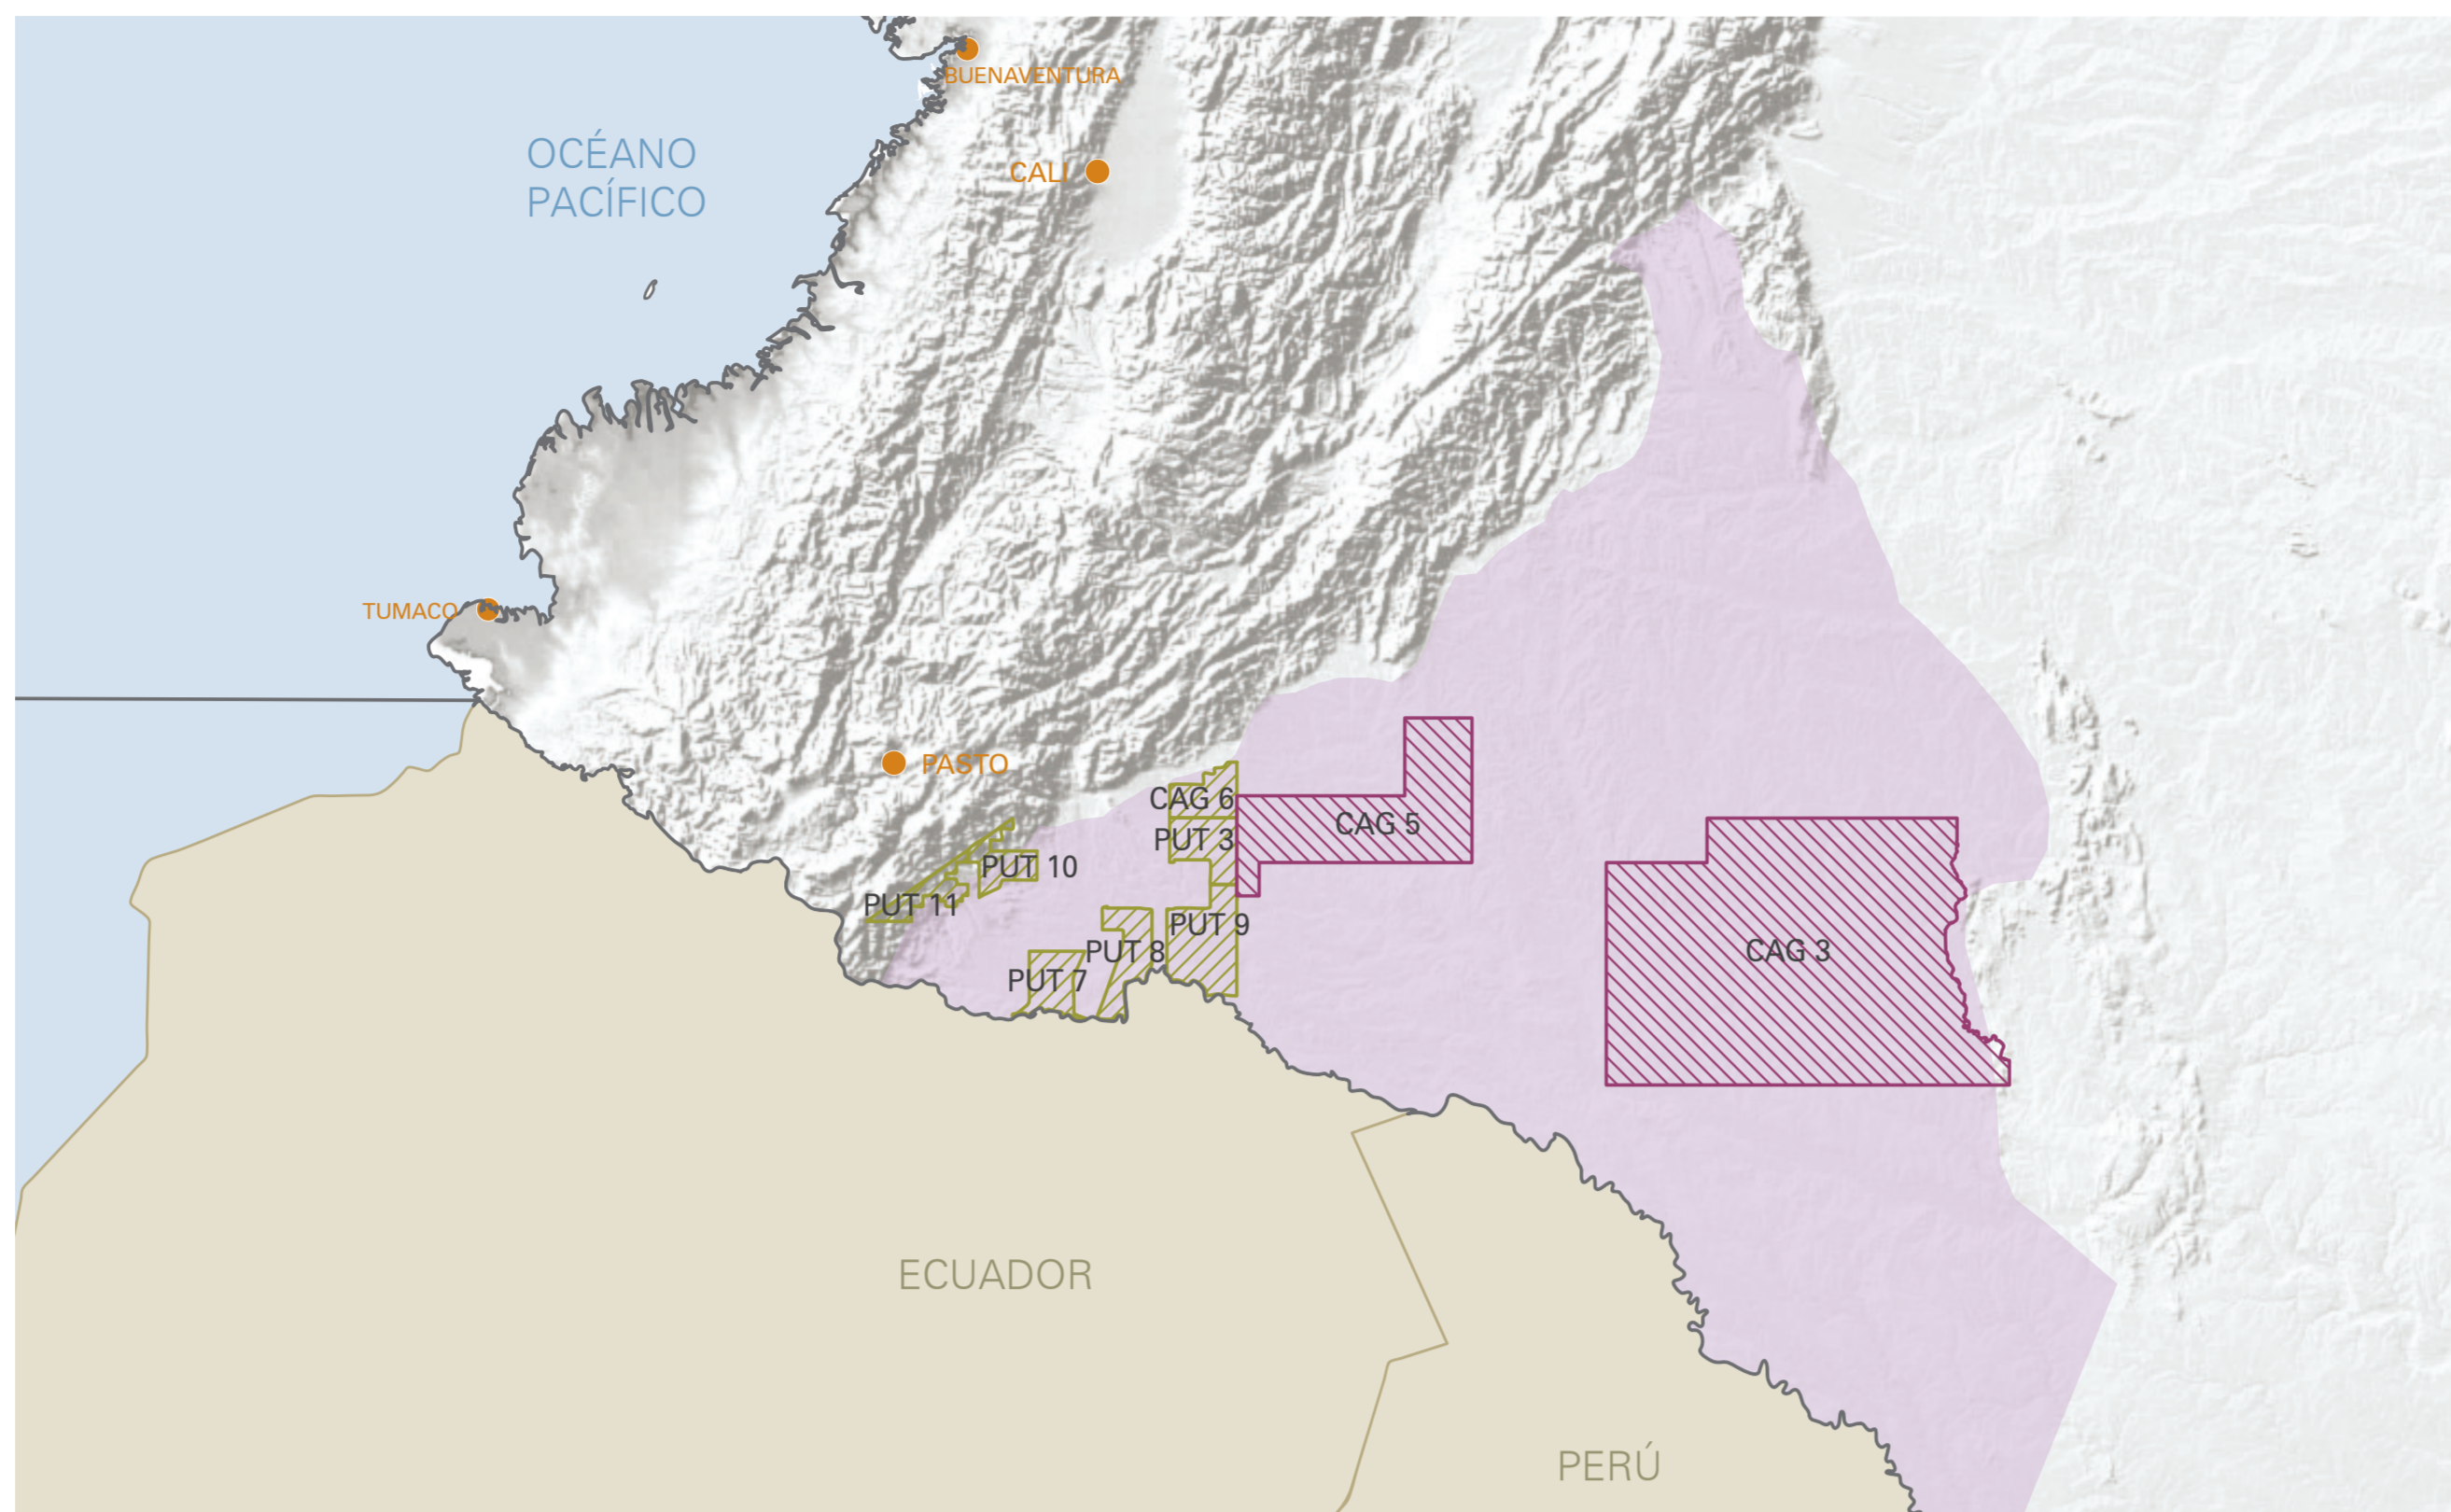 BUENAVENTURA
OCÉANO
PACÍFICO
CALI
TUMACO
PASTO
CAG 6
CAG 5
PUT 3
PUT 10
PUT 11
PUT 9
PUT 8
CAG 3
PUT 7
ECUADOR
PERÚ